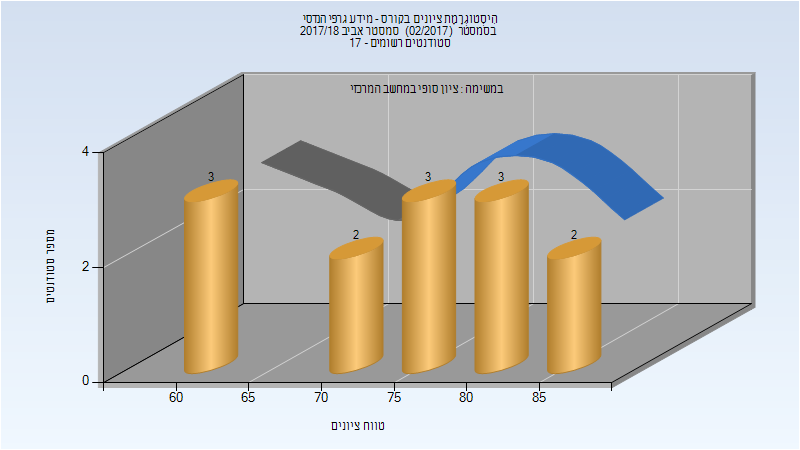 היסטוגרמת ציונים בקורס - מידע גרפי הנדסי
בסמסטר (02/2017) סמסטר אביב 2017/18
סטודנטים רשומים - 17
במשימה : ציון סופי במחשב המרכזי
4
2
0
מספר סטודנטים
3
2
3
3
2
60 65 70 75 80 85
טווח ציונים